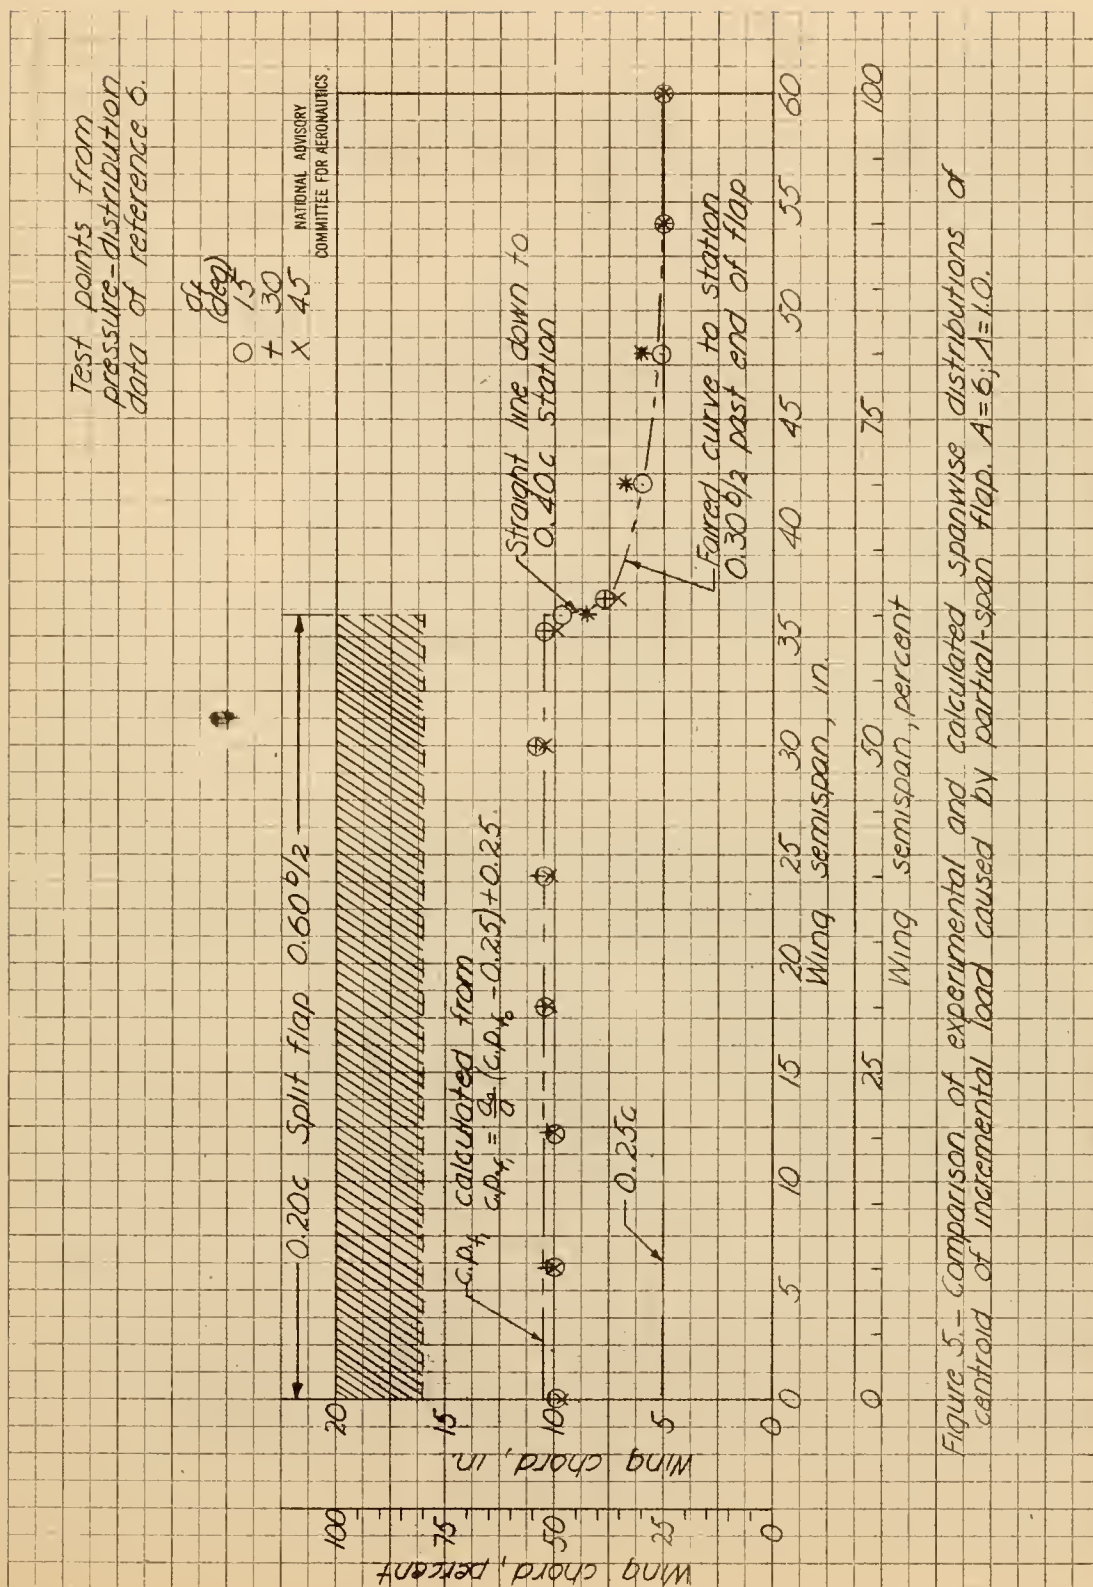 Test points from
pressure-distribution
data of reference 6.
δf
(deg)
O 15
+ 30
X 45
NATIONAL ADVISORY
COMMITTEE FOR AERONAUTICS.
0.20c Split flap 0.60 b/2
c.p.f₁ calculated from
c.p.f₁ = a₀/a (c.p.f₀ - 0.25) + 0.25.
Straight line down to
0.40c station
Faired curve to station
0.30 b/2 past end of flap
0.25c
Wing chord, percent
100
75
50
25
0
Wing chord, in.
20
15
10
5
0
0 5 10 15 20 25 30 35 40 45 50 55 60
Wing semispan, in.
0 25 50 75 100
Wing semispan, percent
Figure 5.- Comparison of experimental and calculated spanwise distributions of
centroid of incremental load caused by partial-span flap. A=6; λ=1.0.